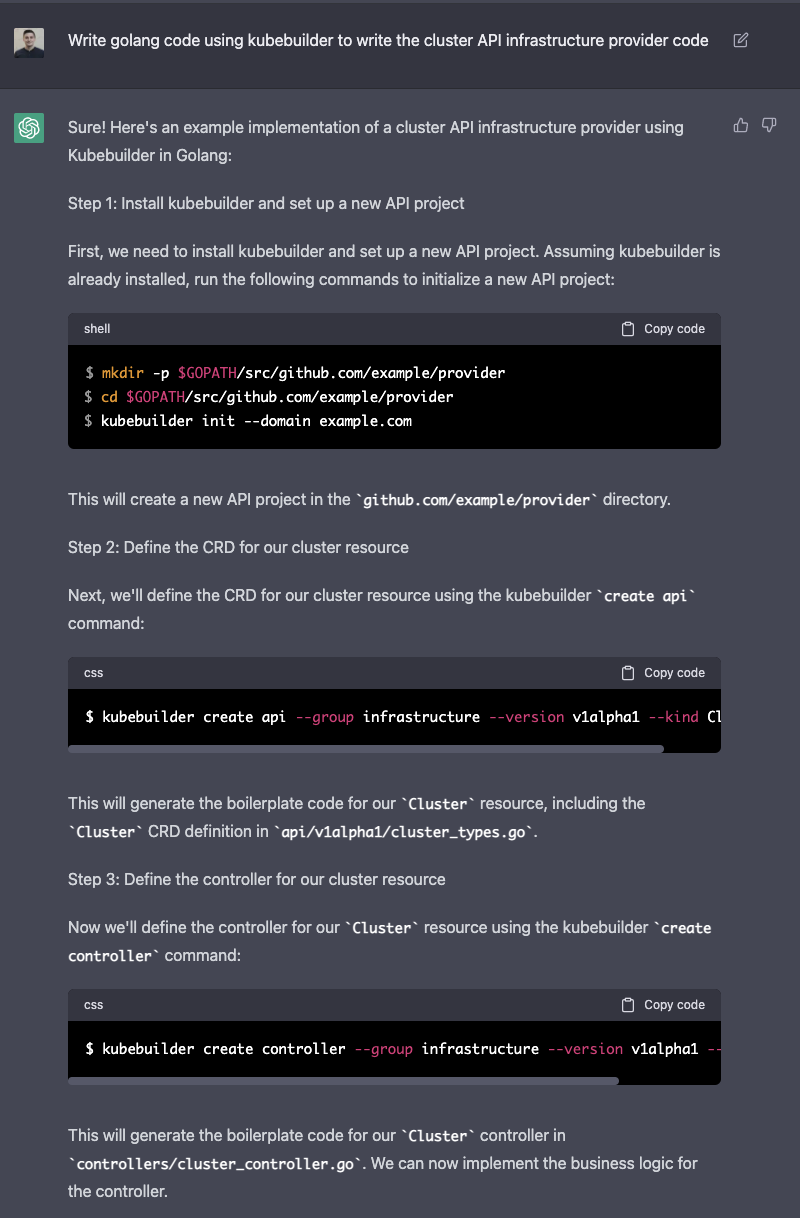 Write golang code using kubebuilder to write the cluster API infrastructure provider code
Sure! Here's an example implementation of a cluster API infrastructure provider using
Kubebuilder in Golang:
Step 1: Install kubebuilder and set up a new API project
First, we need to install kubebuilder and set up a new API project. Assuming kubebuilder is
already installed, run the following commands to initialize a new API project:
shell Copy code
$ mkdir -p $GOPATH/src/github.com/example/provider
$ cd $GOPATH/src/github.com/example/provider
$ kubebuilder init --domain example.com
This will create a new API project in the `github.com/example/provider` directory.
Step 2: Define the CRD for our cluster resource
Next, we'll define the CRD for our cluster resource using the kubebuilder `create api`
command:
css Copy code
$ kubebuilder create api --group infrastructure --version v1alpha1 --kind Cl
This will generate the boilerplate code for our `Cluster` resource, including the
`Cluster` CRD definition in `api/v1alpha1/cluster_types.go`.
Step 3: Define the controller for our cluster resource
Now we'll define the controller for our `Cluster` resource using the kubebuilder `create
controller` command:
css Copy code
$ kubebuilder create controller --group infrastructure --version v1alpha1 --
This will generate the boilerplate code for our `Cluster` controller in
`controllers/cluster_controller.go`. We can now implement the business logic for
the controller.